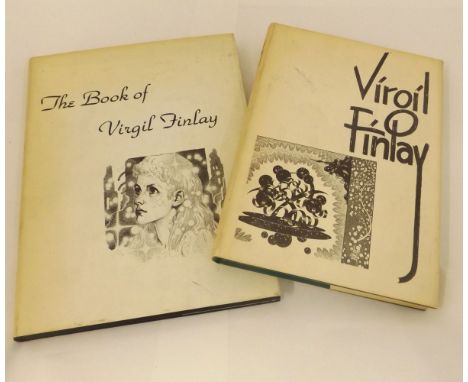 The Book of
Virgil Finlay
Virgil
Finlay